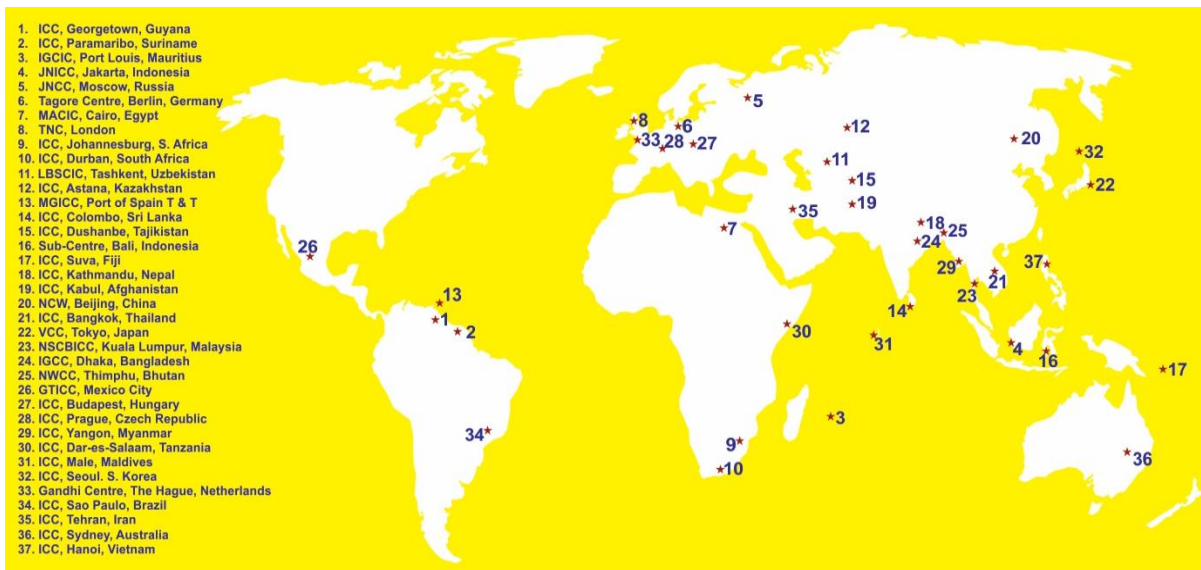 1. ICC, Georgetown, Guyana
2. ICC, Paramaribo, Suriname
3. IGCIC, Port Louis, Mauritius
4. JNICC, Jakarta, Indonesia
5. JNCC, Moscow, Russia
6. Tagore Centre, Berlin, Germany
7. MACIC, Cairo, Egypt
8. TNC, London
9. ICC, Johannesburg, S. Africa
10. ICC, Durban, South Africa
11. LBSCIC, Tashkent, Uzbekistan
12. ICC, Astana, Kazakhstan
13. MGICC, Port of Spain T & T
14. ICC, Colombo, Sri Lanka
15. ICC, Dushanbe, Tajikistan
16. Sub-Centre, Bali, Indonesia
17. ICC, Suva, Fiji
18. ICC, Kathmandu, Nepal
19. ICC, Kabul, Afghanistan
20. NCW, Beijing, China
21. ICC, Bangkok, Thailand
22. VCC, Tokyo, Japan
23. NSCBICC, Kuala Lumpur, Malaysia
24. IGCC, Dhaka, Bangladesh
25. NWCC, Thimphu, Bhutan
26. GTICC, Mexico City
27. ICC, Budapest, Hungary
28. ICC, Prague, Czech Republic
29. ICC, Yangon, Myanmar
30. ICC, Dar-es-Salaam, Tanzania
31. ICC, Male, Maldives
32. ICC, Seoul. S. Korea
33. Gandhi Centre, The Hague, Netherlands
34. ICC, Sao Paulo, Brazil
35. ICC, Tehran, Iran
36. ICC, Sydney, Australia
37. ICC, Hanoi, Vietnam
5
8
6
12
33
28
27
20
32
11
15
22
19
35
18
7
25
24
26
29
37
21
23
13
14
1
2
30
31
4
16
17
3
34
9
36
10